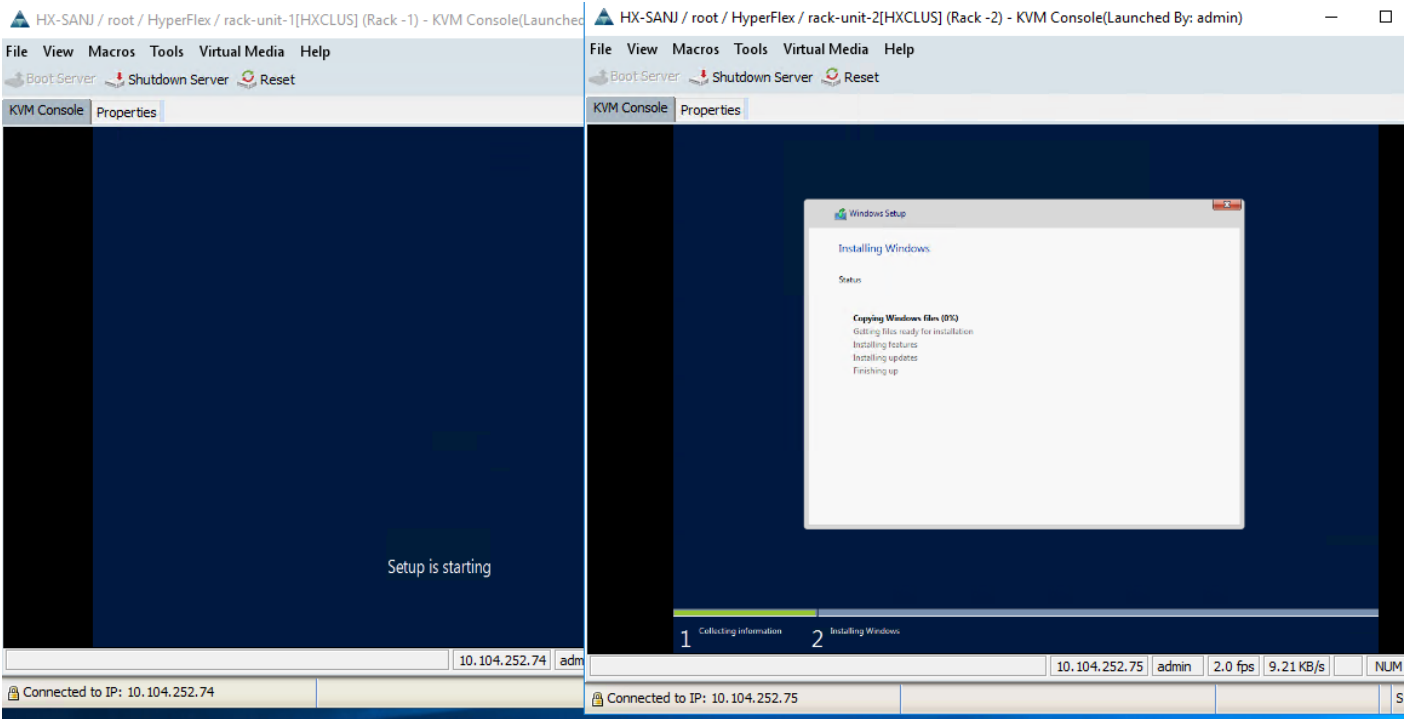 HX-SANJ / root / HyperFlex / rack-unit-1[HXCLUS] (Rack -1) - KVM Console(Launched
File View Macros Tools Virtual Media Help
Boot Server Shutdown Server Reset
KVM Console Properties
Setup is starting
10.104.252.74 adm
Connected to IP: 10.104.252.74
HX-SANJ / root / HyperFlex / rack-unit-2[HXCLUS] (Rack -2) - KVM Console(Launched By: admin)
File View Macros Tools Virtual Media Help
Boot Server Shutdown Server Reset
KVM Console Properties
Windows Setup
Installing Windows
Status
Copying Windows files (0%)
Getting files ready for installation
Installing features
Installing updates
Finishing up
1 Collecting information 2 Installing Windows
10.104.252.75 admin 2.0 fps 9.21 KB/s NUM
Connected to IP: 10.104.252.75 S